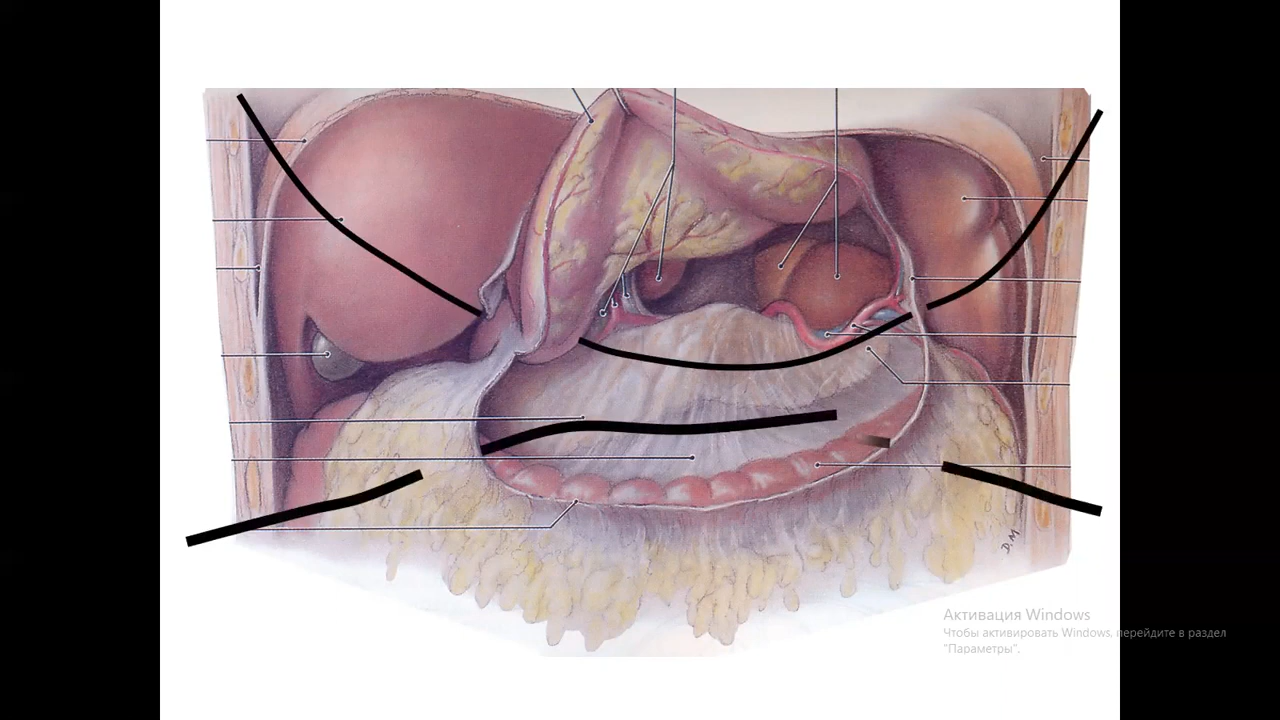 D.M
Активация Windows
Чтобы активировать Windows, перейдите в раздел
"Параметры".